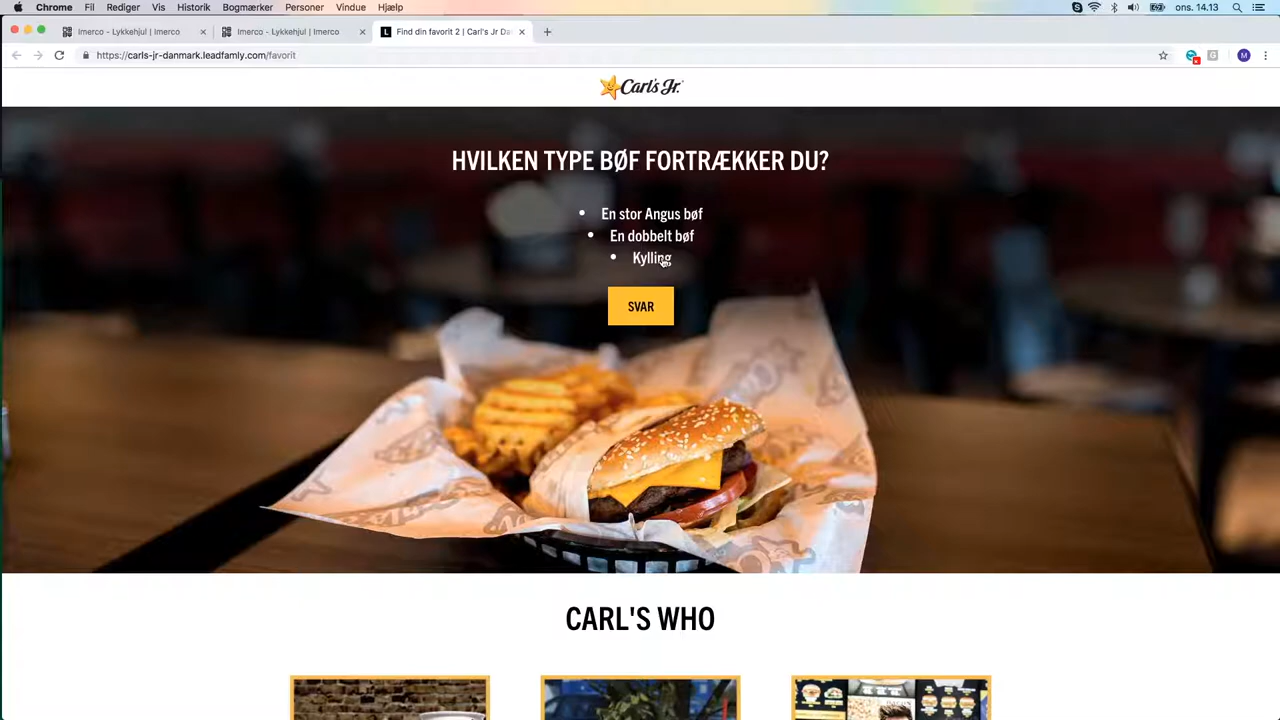 Chrome Fil Rediger Vis Historik Bogmærker Personer Vindue Hjælp ons. 14.13
Imerco - Lykkehjul | Imerco Imerco - Lykkehjul | Imerco Find din favorit 2 | Carl's Jr Da
https://carls-jr-danmark.leadfamly.com/favorit M
Carl's Jr.
HVILKEN TYPE BØF FORTRÆKKER DU?
• En stor Angus bøf
• En dobbelt bøf
• Kylling
SVAR
CARL'S WHO